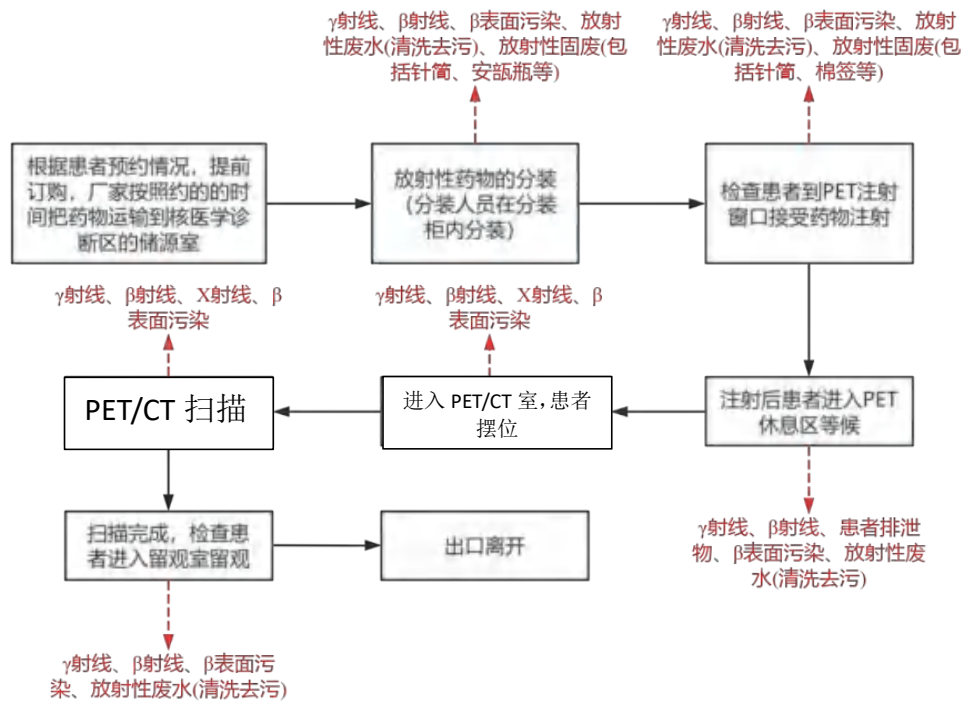 γ射线、β射线、β表面污染、放射
性废水(清洗去污)、放射性固废(包
括针筒、安瓿瓶等)
γ射线、β射线、β表面污染、放射
性废水(清洗去污)、放射性固废(包
括针筒、棉签等)
根据患者预约情况，提前
订购，厂家按照约的的时
间把药物运输到核医学诊
断区的储源室
放射性药物的分装
（分装人员在分装
柜内分装）
检查患者到PET注射
窗口接受药物注射
γ射线、β射线、X射线、β
表面污染
γ射线、β射线、X射线、β
表面污染
PET/CT 扫描
进入 PET/CT 室，患者
摆位
注射后患者进入PET
休息区等候
扫描完成，检查患
者进入留观室留观
出口离开
γ射线、β射线、患者排泄
物、β表面污染、放射性废
水(清洗去污)
γ射线、β射线、β表面污
染、放射性废水(清洗去污)